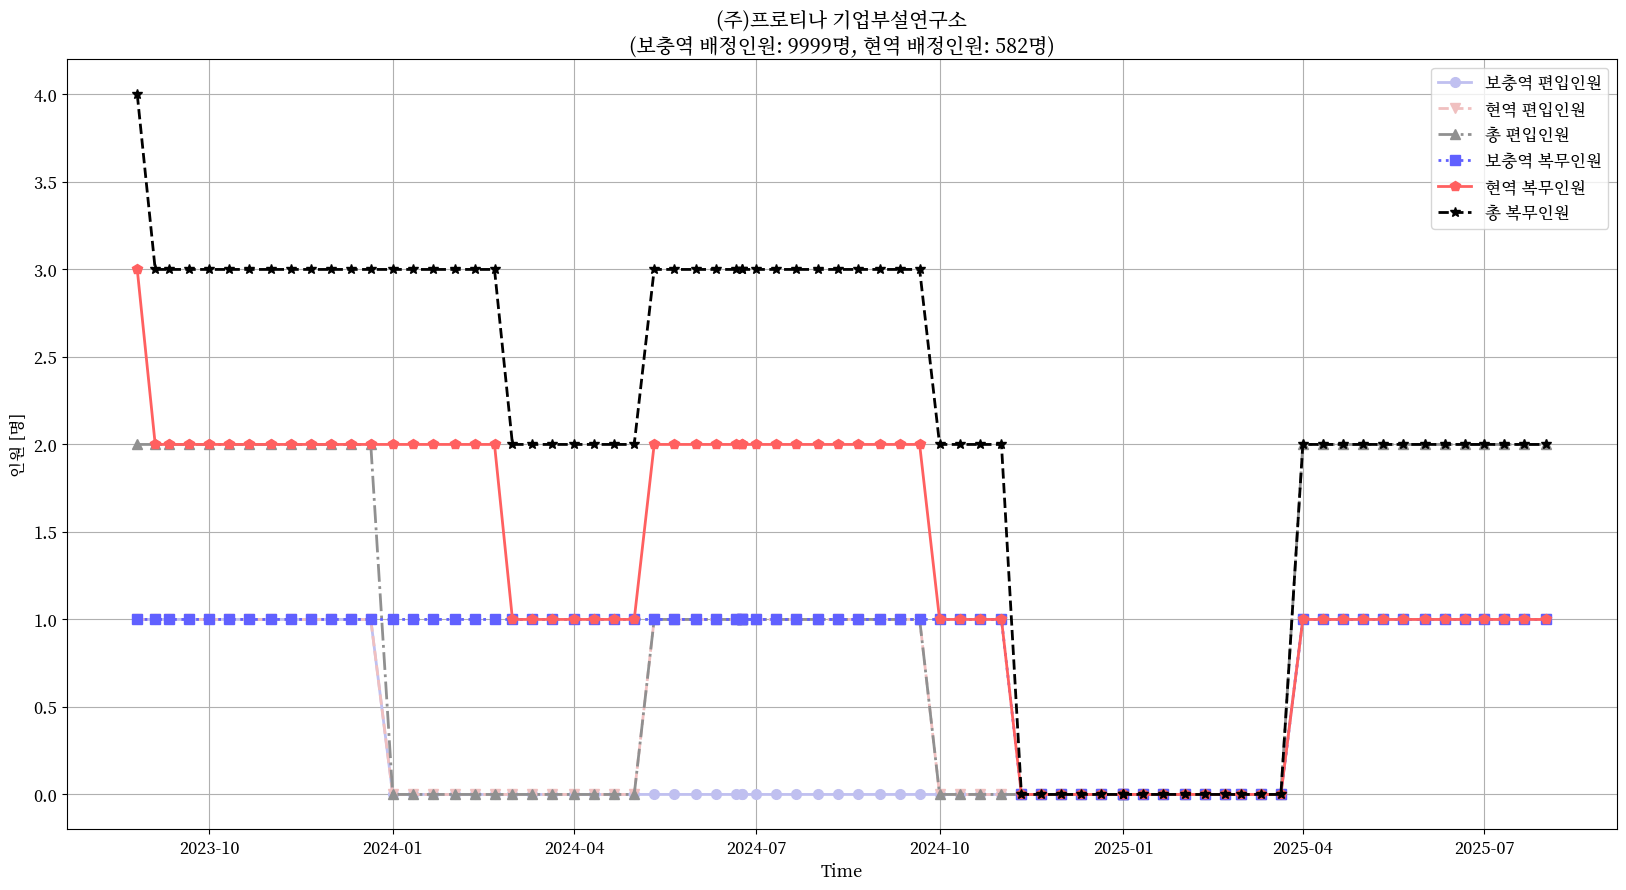 (주)프로티나 기업부설연구소
(보충역 배정인원: 9999명, 현역 배정인원: 582명)
보충역 편입인원
현역 편입인원
총 편입인원
보충역 복무인원
현역 복무인원
총 복무인원
인원 [명]
4.0
3.5
3.0
2.5
2.0
1.5
1.0
0.5
0.0
2023-10
2024-01
2024-04
2024-07
2024-10
2025-01
2025-04
2025-07
Time